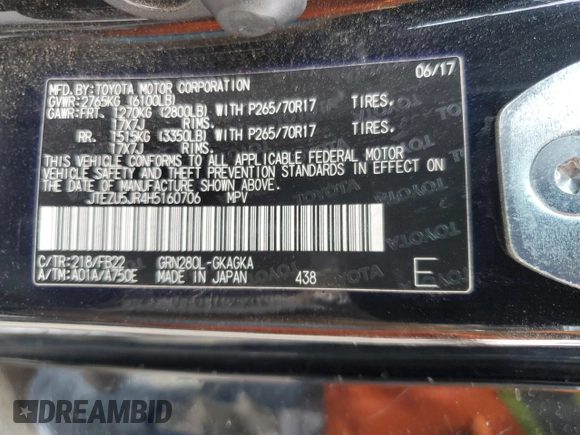 MFD.BY:TOYOTA MOTOR CORPORATION 06/17
GVWR:2765KG (6100LB)
GAWR:FRT. 1270KG (2800LB) WITH P265/70R17 TIRES,
17X7J RIMS.
RR. 1515KG (3350LB) WITH P265/70R17 TIRES,
17X7J RIMS.
THIS VEHICLE CONFORMS TO ALL APPLICABLE FEDERAL MOTOR
VEHICLE SAFETY AND THEFT PREVENTION STANDARDS IN EFFECT ON
THE DATE OF MANUFACTURE SHOWN ABOVE.
JTEZU5JR4H5160706 MPV
C/TR:218/FB22 GRN280L-GKAGKA
A/TM:A01A/A750E MADE IN JAPAN 438 E
TOYOTA TOYOTA TOYOTA
DREAMBID